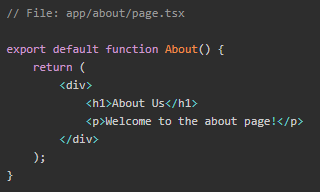 // File: app/about/page.tsx

export default function About() {
    return (
        <div>
            <h1>About Us</h1>
            <p>Welcome to the about page!</p>
        </div>
    );
}